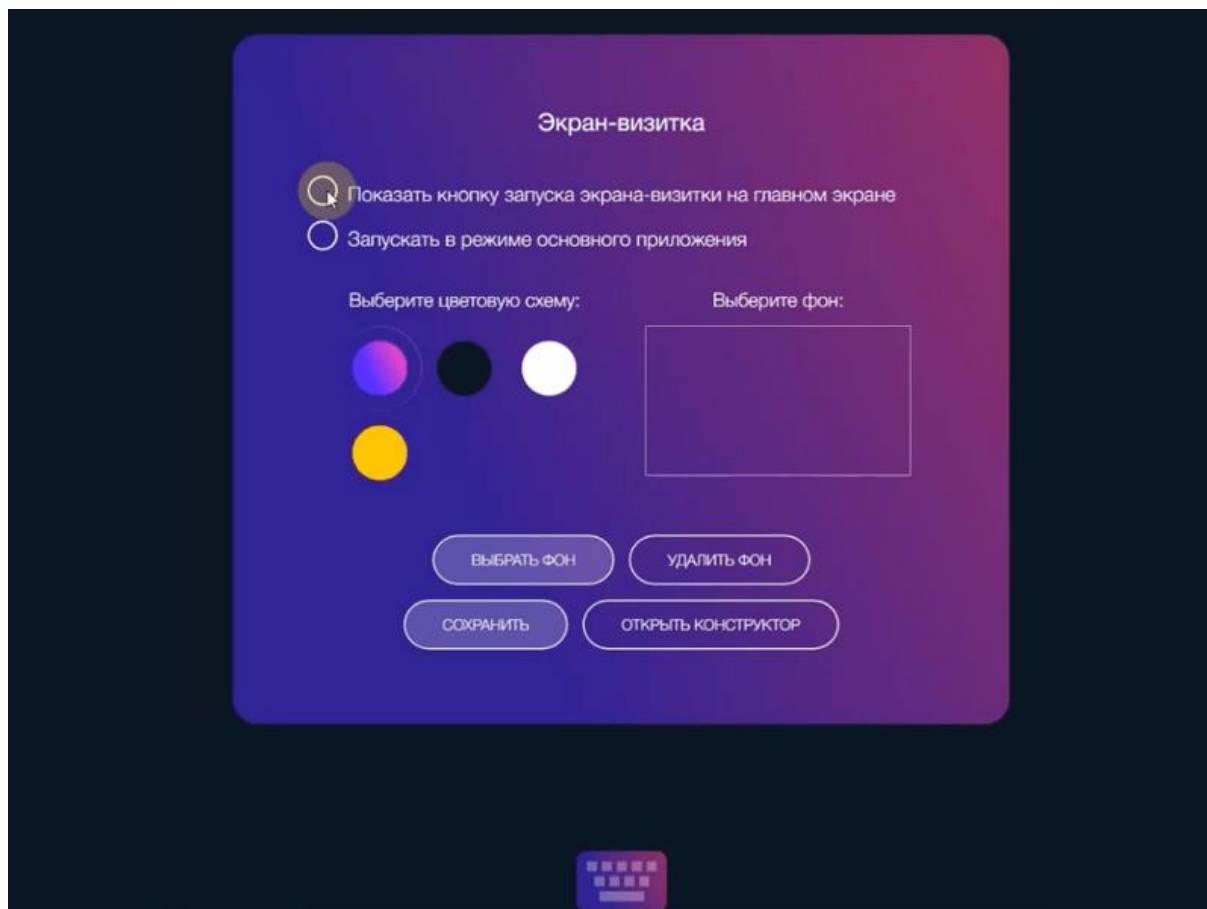 Экран-визитка
Показать кнопку запуска экрана-визитки на главном экране
Запускать в режиме основного приложения
Выберите цветовую схему:
Выберите фон:
ВЫБРАТЬ ФОН
УДАЛИТЬ ФОН
СОХРАНИТЬ
ОТКРЫТЬ КОНСТРУКТОР